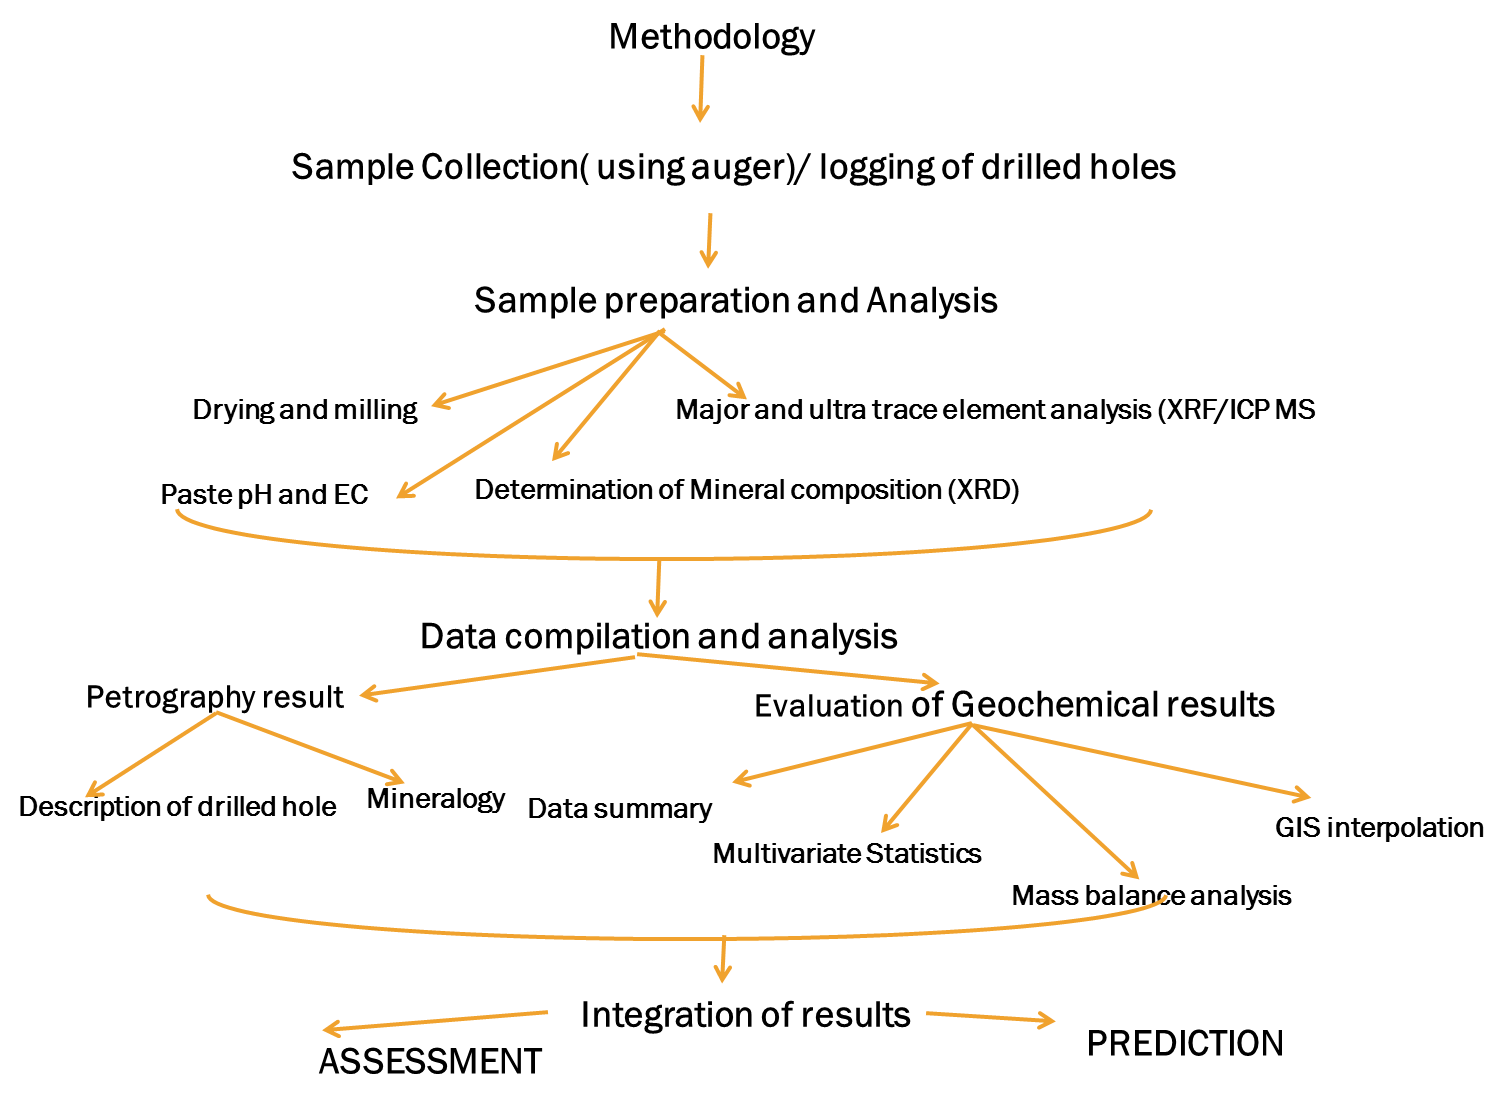 Methodology
Sample Collection( using auger)/ logging of drilled holes
Sample preparation and Analysis
Drying and milling
Major and ultra trace element analysis (XRF/ICP MS
Paste pH and EC
Determination of Mineral composition (XRD)
Data compilation and analysis
Petrography result
Evaluation of Geochemical results
Description of drilled hole
Mineralogy
Data summary
Multivariate Statistics
Mass balance analysis
GIS interpolation
Integration of results
ASSESSMENT
PREDICTION